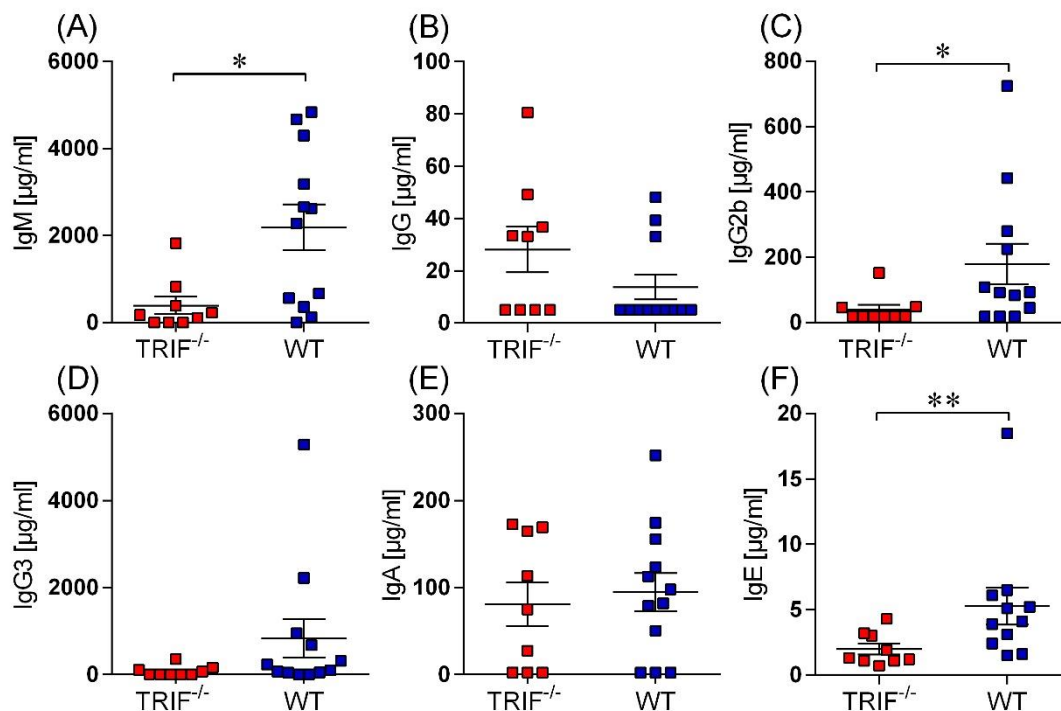 (A)
6000
4000
2000
0
IgM [µg/ml]
*
TRIF-/-
WT
(B)
100
80
60
40
20
0
IgG [µg/ml]
TRIF-/-
WT
(C)
800
600
400
200
0
IgG2b [µg/ml]
*
TRIF-/-
WT
(D)
6000
4000
2000
0
IgG3 [µg/ml]
TRIF-/-
WT
(E)
300
200
100
0
IgA [µg/ml]
TRIF-/-
WT
(F)
20
15
10
5
0
IgE [µg/ml]
**
TRIF-/-
WT